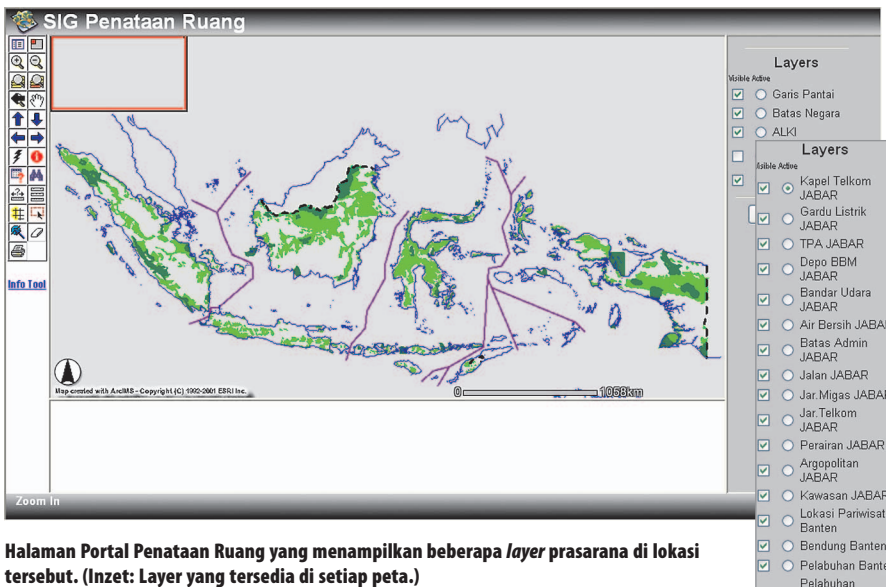 SIG Penataan Ruang
Info Tool
Map created with ArcIMS - Copyright (C) 1992-2001 ESRI Inc.
0
1058km
Zoom In
Layers
Visible Active
Garis Pantai
Batas Negara
ALKI
Layers
Visible Active
Kapel Telkom
JABAR
Gardu Listrik
JABAR
TPA JABAR
Depo BBM
JABAR
Bandar Udara
JABAR
Air Bersih JABAR
Batas Admin
JABAR
Jalan JABAR
Jar.Migas JABAR
Jar.Telkom
JABAR
Perairan JABAR
Argopolitan
JABAR
Kawasan JABAR
Lokasi Pariwisat
Banten
Bendung Banten
Pelabuhan Bante
Pelabuhan
Halaman Portal Penataan Ruang yang menampilkan beberapa layer prasarana di lokasi
tersebut. (Inzet: Layer yang tersedia di setiap peta.)